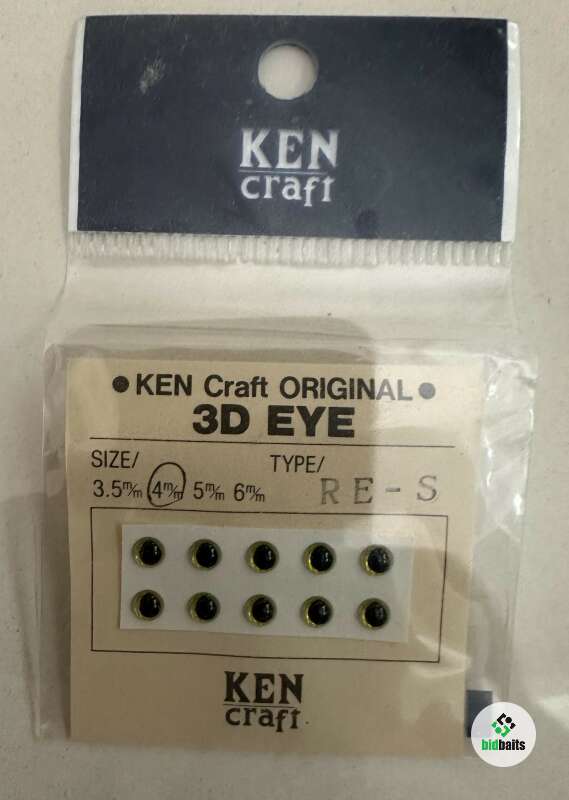 KEN
craft
● KEN Craft ORIGINAL ●
3D EYE
SIZE/ TYPE/
3.5m/m 4m/m 5m/m 6m/m RE-S
KEN
craft
bidbaits